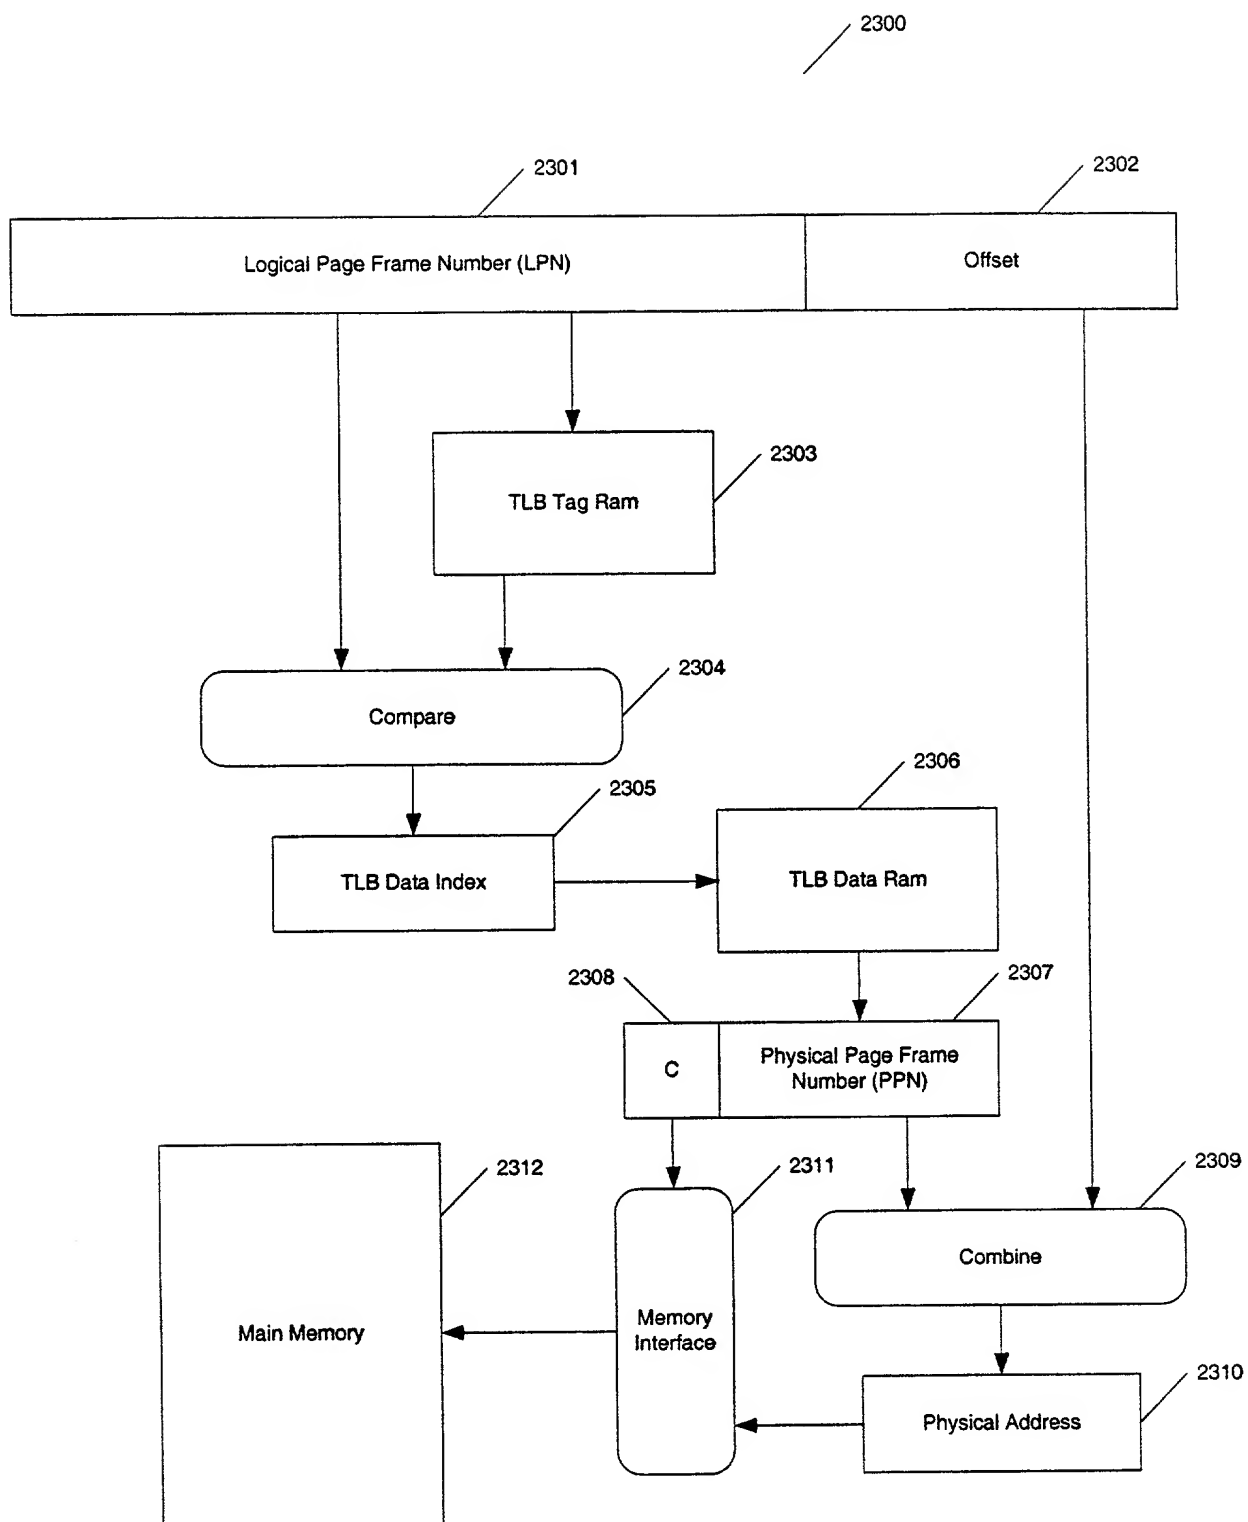 2300
2301
2302
Logical Page Frame Number (LPN)
Offset
2303
TLB Tag Ram
2304
Compare
2305
2306
TLB Data Index
TLB Data Ram
2308
2307
C
Physical Page Frame
Number (PPN)
2312
2311
2309
Combine
Main Memory
Memory
Interface
2310
Physical Address